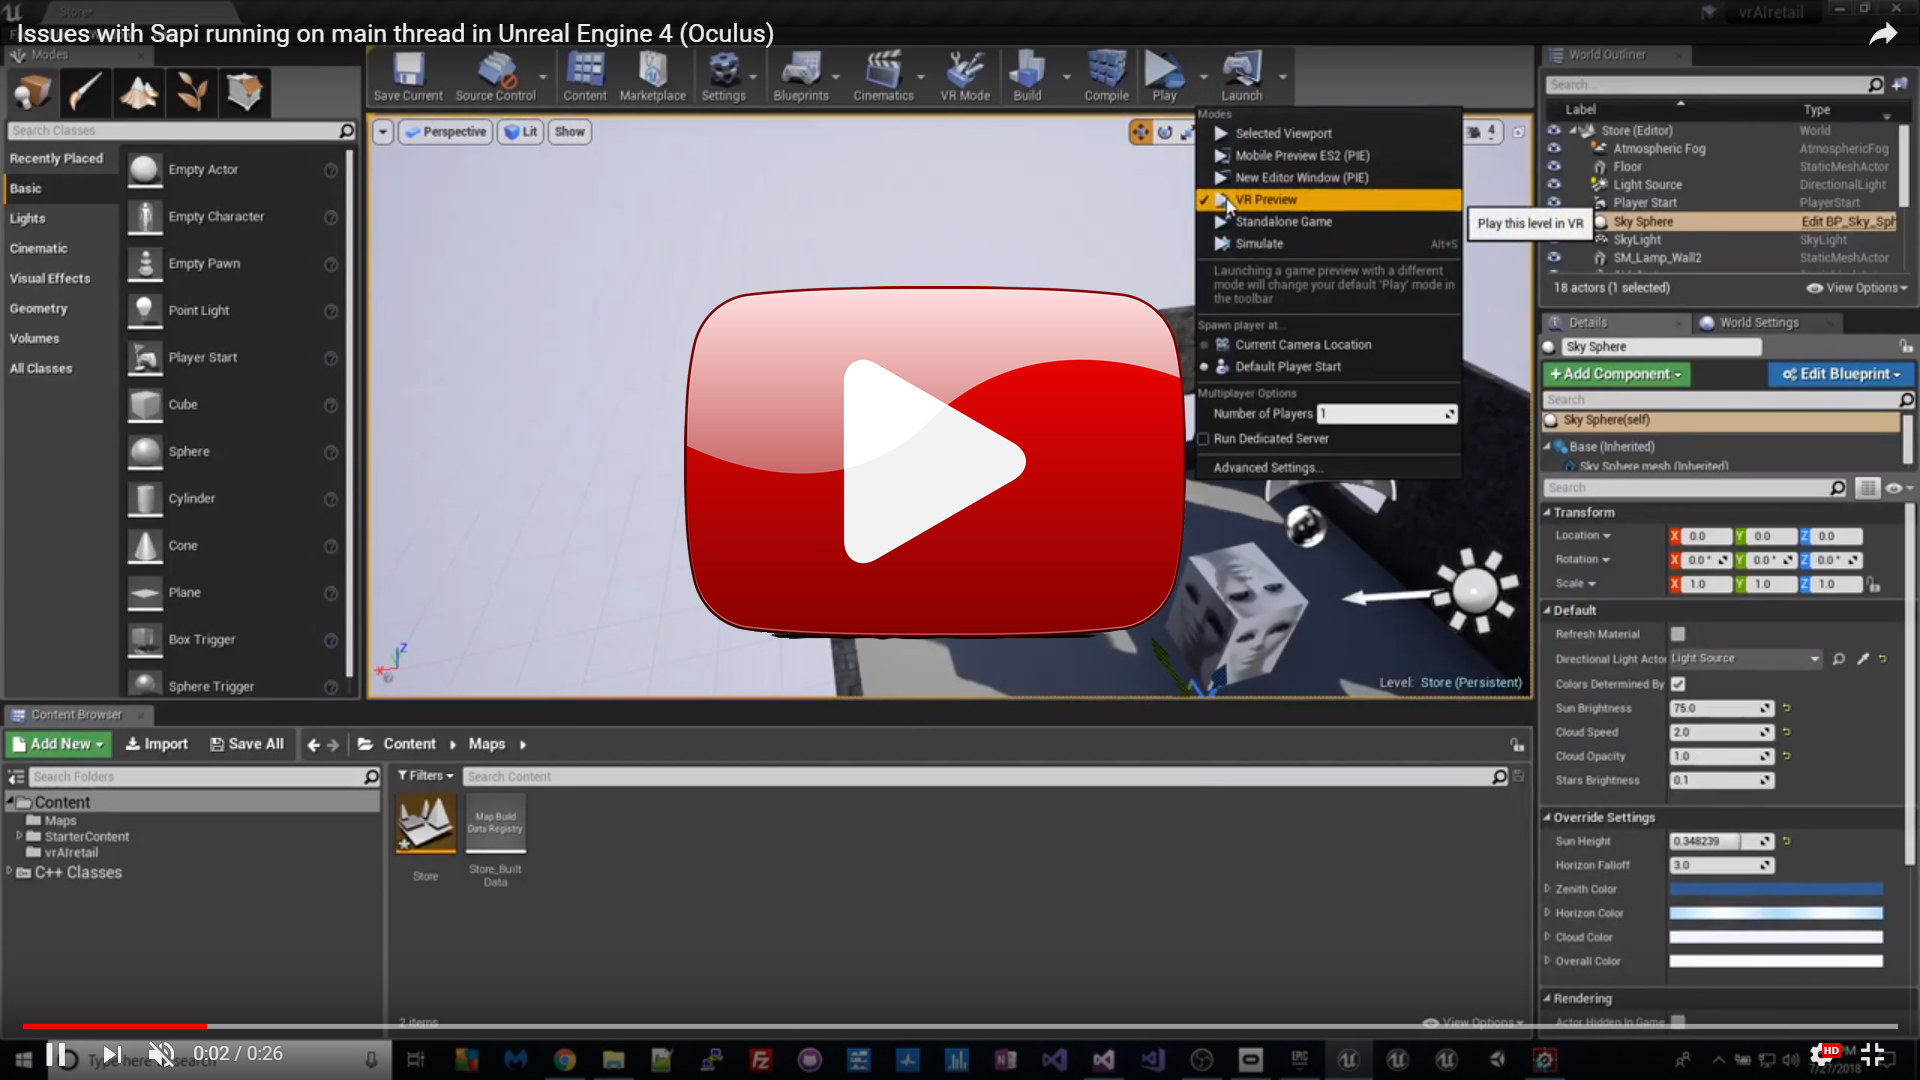 Store*
vrAIretail
Issues with Sapi running on main thread in Unreal Engine 4 (Oculus)
Modes
Search Classes
Recently Placed
Basic
Lights
Cinematic
Visual Effects
Geometry
Volumes
All Classes
Empty Actor
Empty Character
Empty Pawn
Point Light
Player Start
Cube
Sphere
Cylinder
Cone
Plane
Box Trigger
Sphere Trigger
Save Current
Source Control
Content
Marketplace
Settings
Blueprints
Cinematics
VR Mode
Build
Compile
Play
Launch
Perspective
Lit
Show
4
Modes
Selected Viewport
Mobile Preview ES2 (PIE)
New Editor Window (PIE)
VR Preview
Standalone Game
Simulate Alt+S
Launching a game preview with a different
mode will change your default 'Play' mode in
the toolbar
Spawn player at...
Current Camera Location
Default Player Start
Multiplayer Options
Number of Players 1
Run Dedicated Server
Advanced Settings...
Play this level in VR
Z
X
Level: Store (Persistent)
World Outliner
Search...
Label Type
Store (Editor) World
Atmospheric Fog AtmosphericFog
Floor StaticMeshActor
Light Source DirectionalLight
Player Start PlayerStart
Sky Sphere Edit BP_Sky_Sph
SkyLight SkyLight
SM_Lamp_Wall2 StaticMeshActor
18 actors (1 selected) View Options
Details
World Settings
Sky Sphere
+Add Component
Edit Blueprint
Search
Sky Sphere(self)
Base (Inherited)
Sky Sphere mesh (Inherited)
Search
Transform
Location X 0.0 Y 0.0 Z 0.0
Rotation X 0.0° Y 0.0° Z 0.0°
Scale X 1.0 Y 1.0 Z 1.0
Default
Refresh Material
Directional Light Actor Light Source
Colors Determined By
Sun Brightness 75.0
Cloud Speed 2.0
Cloud Opacity 1.0
Stars Brightness 0.1
Override Settings
Sun Height 0.348239
Horizon Falloff 3.0
Zenith Color
Horizon Color
Cloud Color
Overall Color
Rendering
Actor Hidden In Game
Content Browser
Add New
Import
Save All
Content
Maps
Search Folders
Filters
Search Content
Content
Maps
StarterContent
vrAIretail
C++ Classes
Map Build
Data Registry
Store
Store_Built
Data
2 items
View Options
0:02 / 0:26
Type here to search
EPIC
HD
PM
7/27/2018